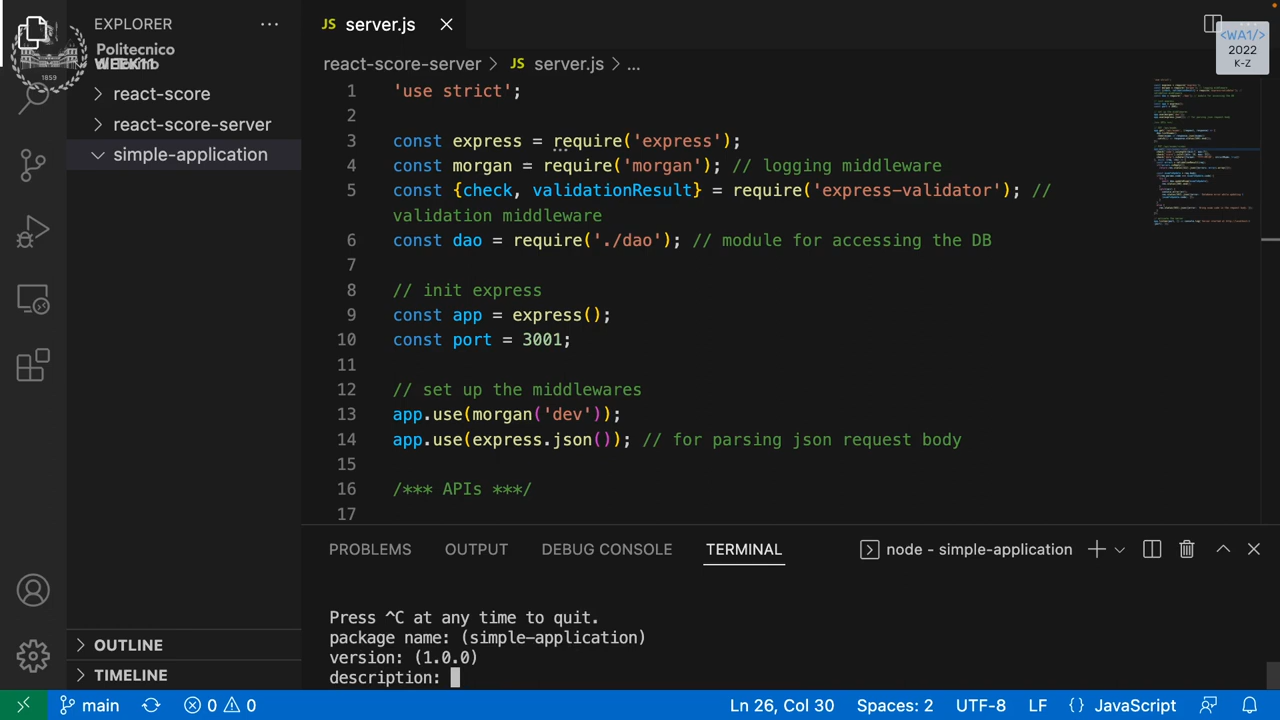 EXPLORER
Politecnico
WEEK11
react-score
react-score-server
simple-application
OUTLINE
TIMELINE
1859
JS server.js
<WA1/>
2022
K-Z
react-score-server > JS server.js > ...
1 'use strict';
2
3 const express = require('express');
4 const morgan = require('morgan'); // logging middleware
5 const {check, validationResult} = require('express-validator'); //
validation middleware
6 const dao = require('./dao'); // module for accessing the DB
7
8 // init express
9 const app = express();
10 const port = 3001;
11
12 // set up the middlewares
13 app.use(morgan('dev'));
14 app.use(express.json()); // for parsing json request body
15
16 /*** APIs ***/
17
PROBLEMS OUTPUT DEBUG CONSOLE TERMINAL node - simple-application
Press ^C at any time to quit.
package name: (simple-application)
version: (1.0.0)
description:
main 0 0 Ln 26, Col 30 Spaces: 2 UTF-8 LF {} JavaScript